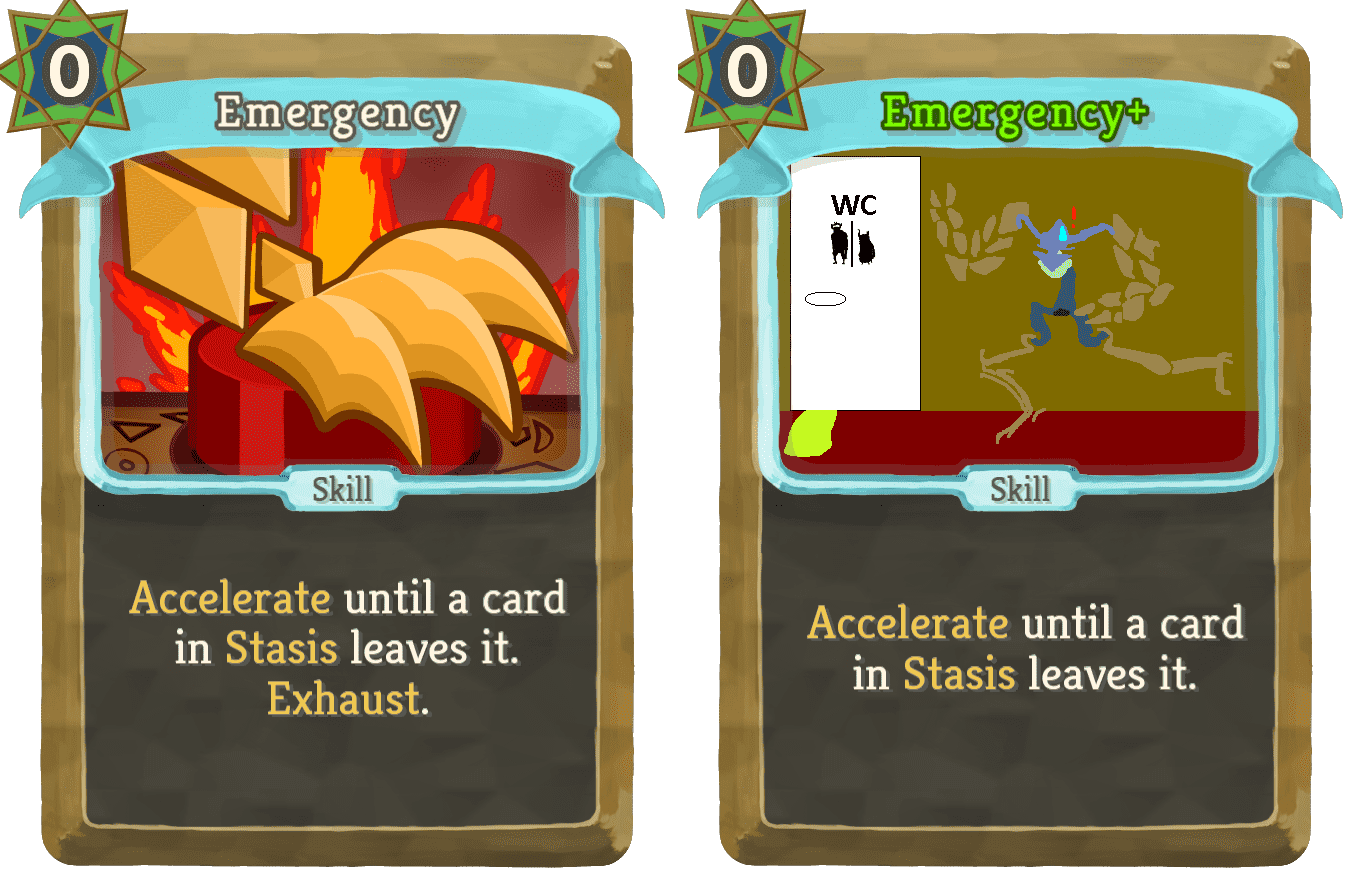 0
Emergency
Skill
Accelerate until a card
in Stasis leaves it.
Exhaust.
0
Emergency+
WC
!
Skill
Accelerate until a card
in Stasis leaves it.